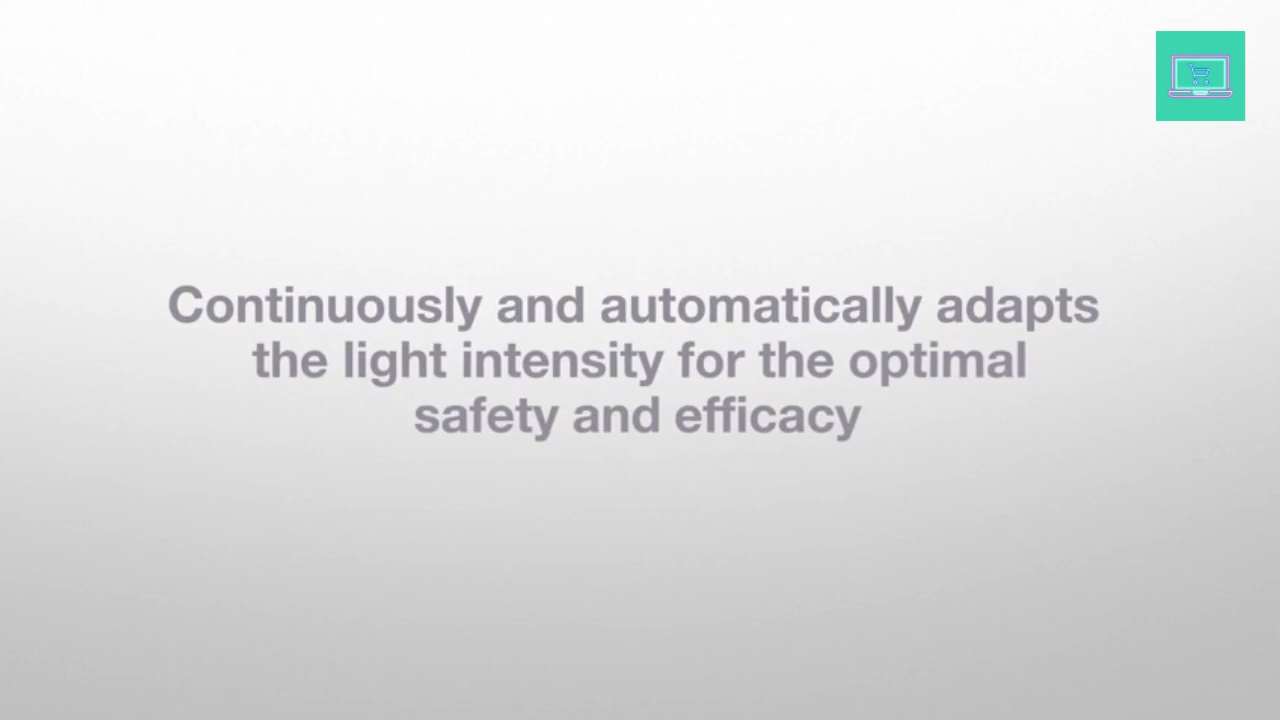 Continuously and automatically adapts
the light intensity for the optimal
safety and efficacy